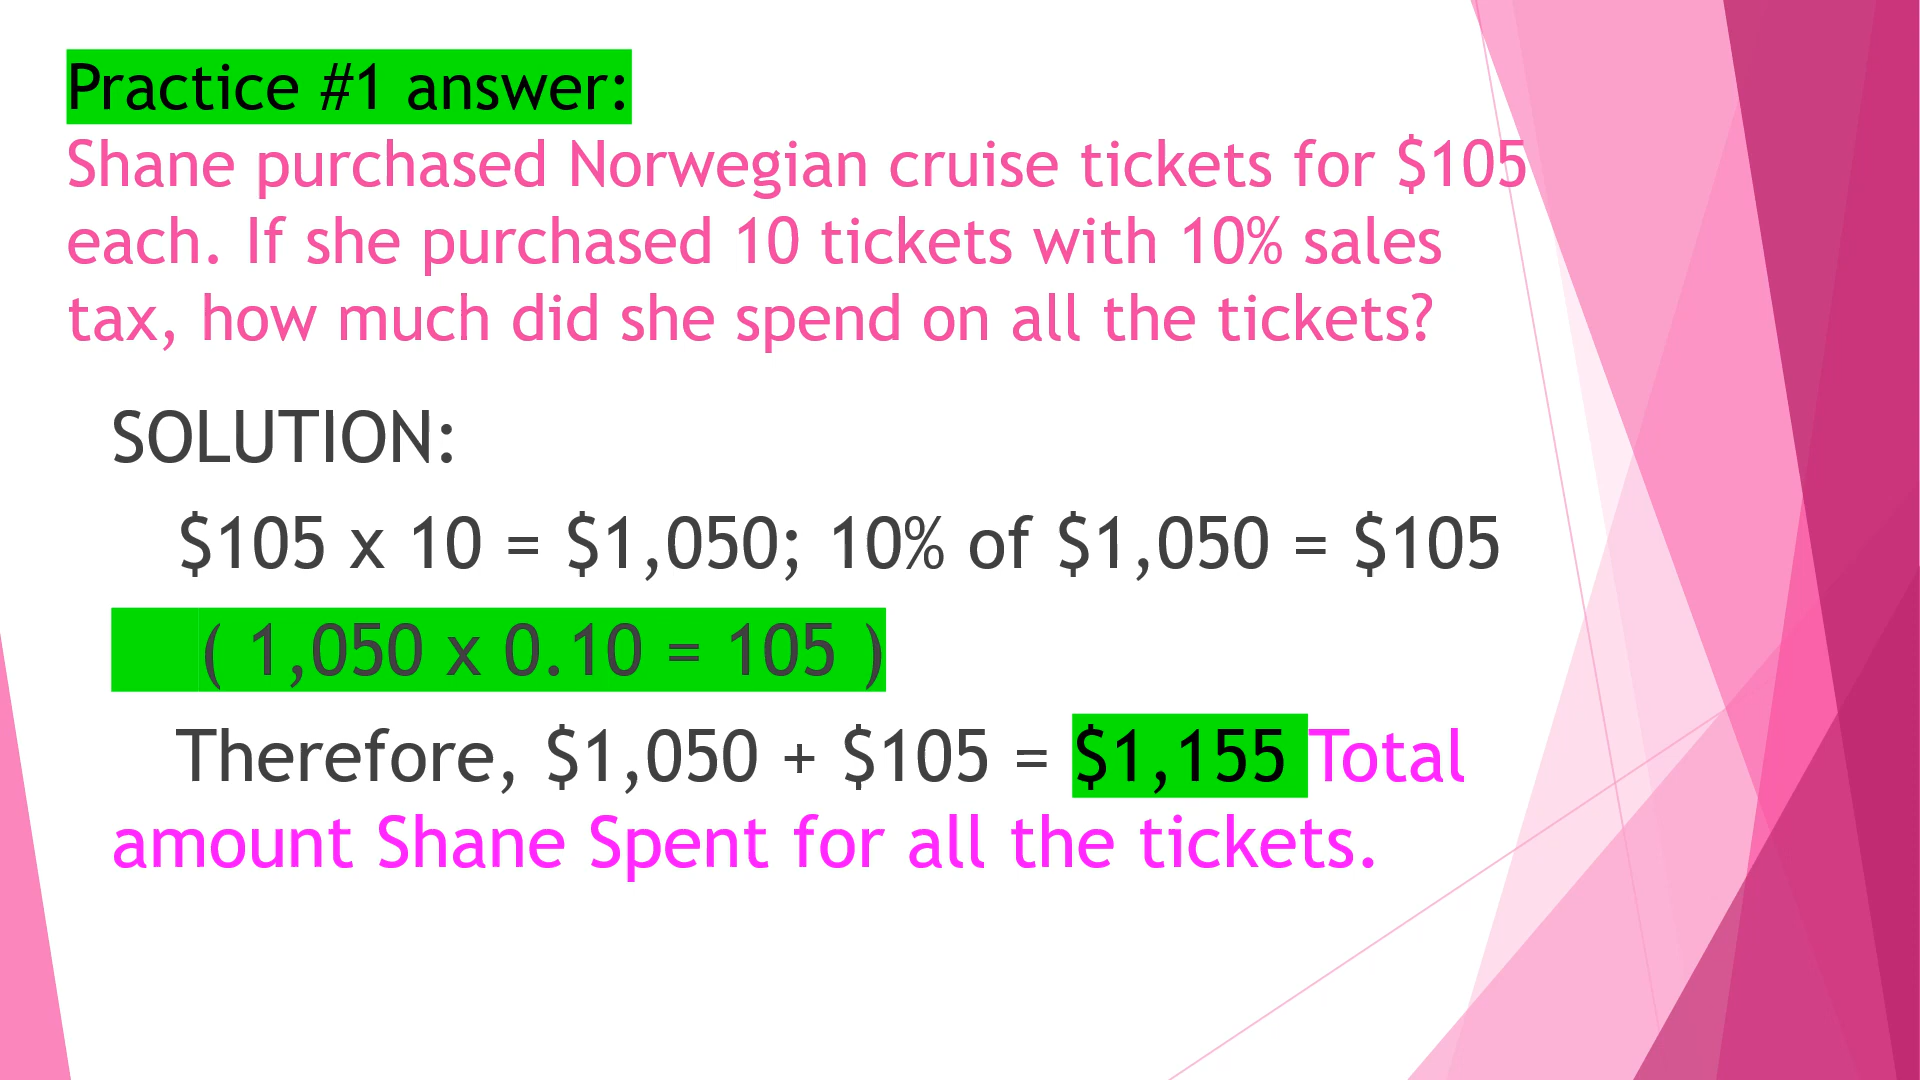 Practice #1 answer:
Shane purchased Norwegian cruise tickets for $105
each. If she purchased 10 tickets with 10% sales
tax, how much did she spend on all the tickets?
SOLUTION:
$105 x 10 = $1,050; 10% of $1,050 = $105
( 1,050 x 0.10 = 105 )
Therefore, $1,050 + $105 = $1,155 Total
amount Shane Spent for all the tickets.